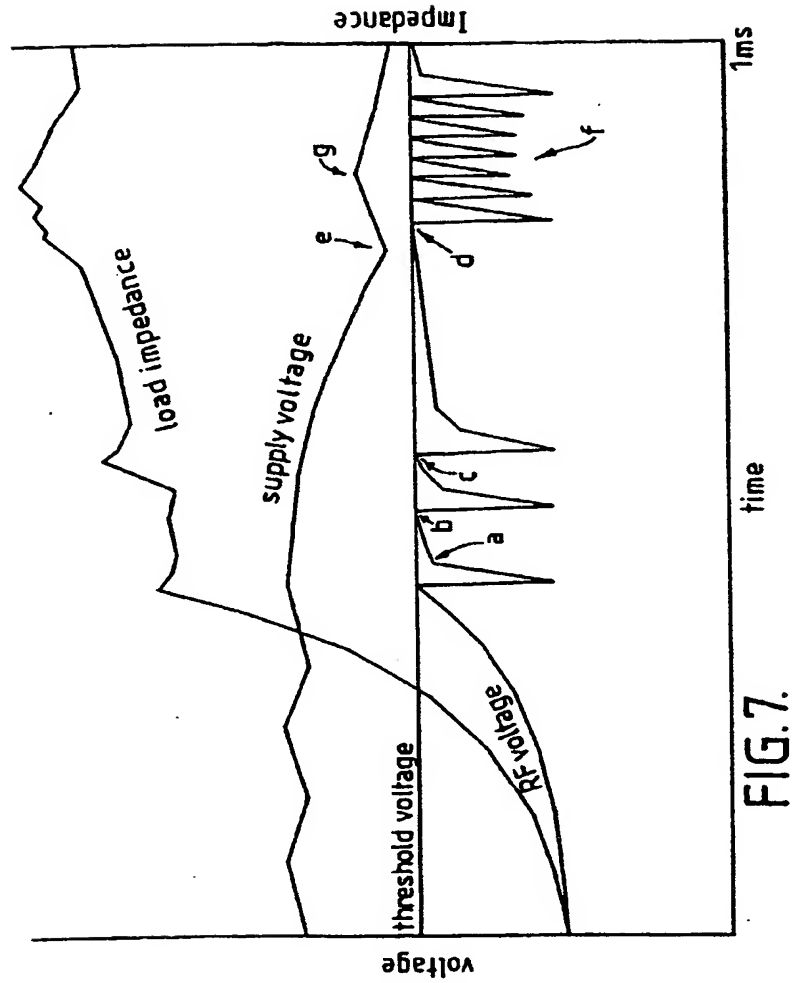 Impedance
load impedance
g
e
supply voltage
threshold voltage
d
f
c
b
a
RF voltage
voltage
time
1ms
FIG.7.